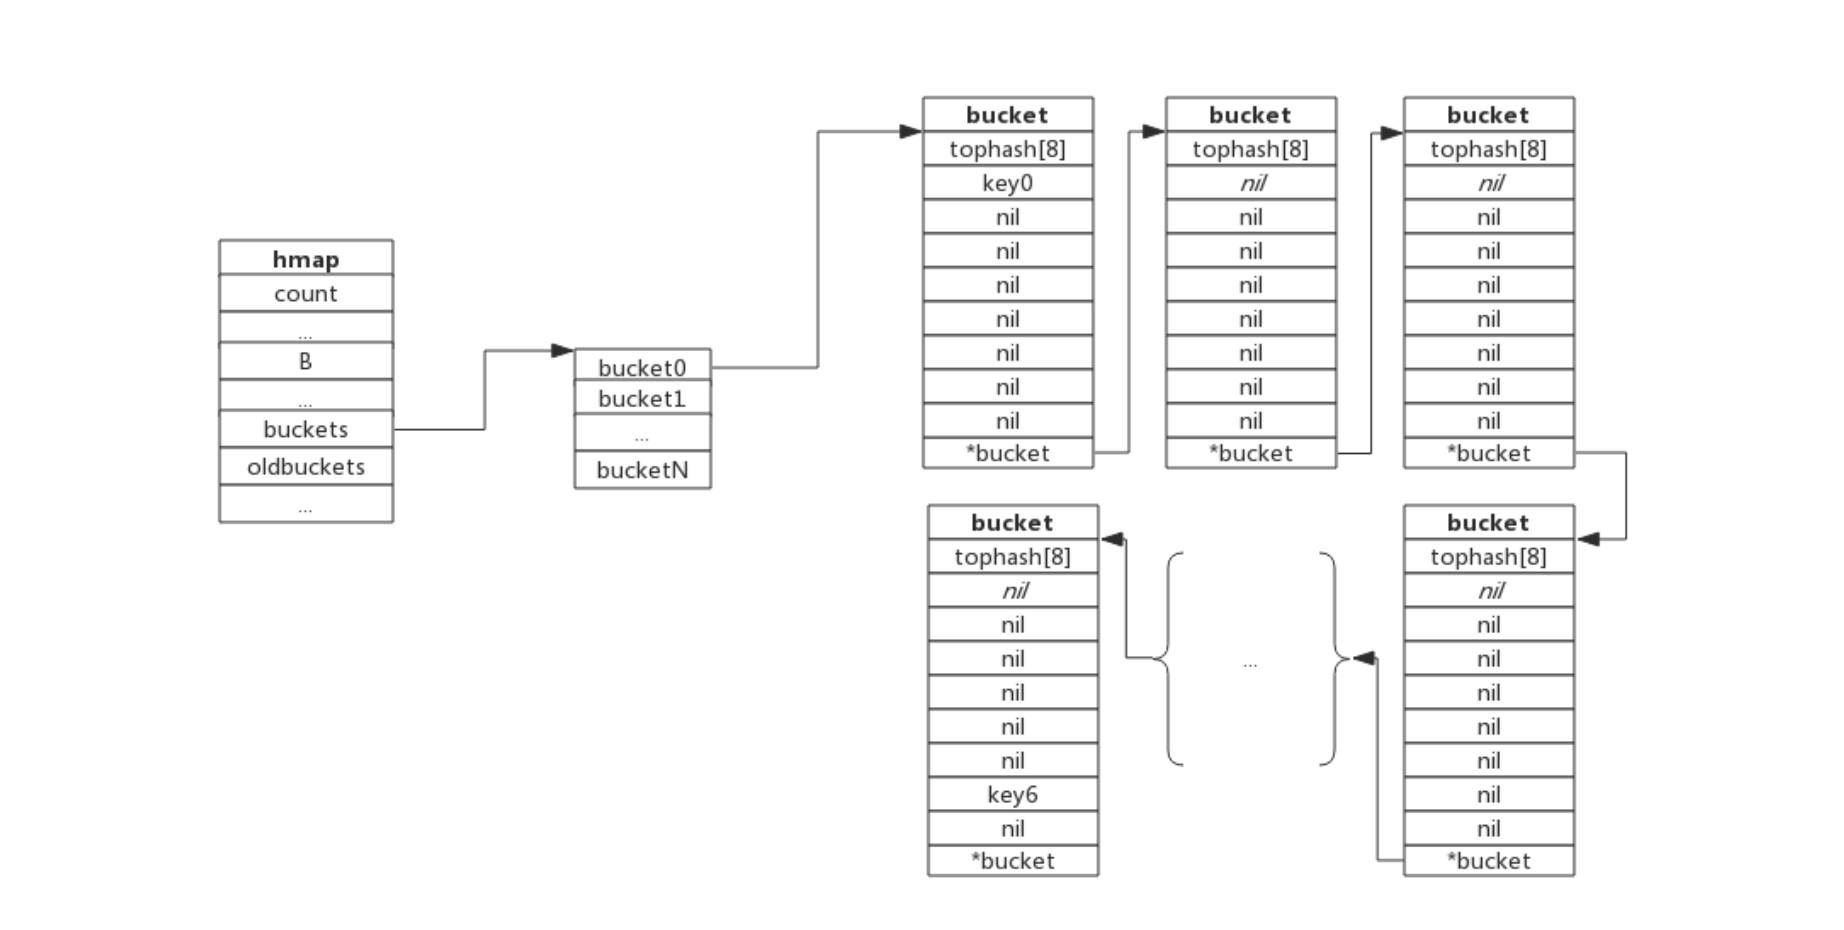 hmap
count
...
B
...
buckets
oldbuckets
...
bucket0
bucket1
...
bucketN
bucket
tophash[8]
key0
nil
nil
nil
nil
nil
nil
nil
*bucket
bucket
tophash[8]
nil
nil
nil
nil
nil
nil
nil
nil
*bucket
bucket
tophash[8]
nil
nil
nil
nil
nil
nil
nil
nil
*bucket
bucket
tophash[8]
nil
nil
nil
nil
nil
nil
key6
nil
*bucket
...
bucket
tophash[8]
nil
nil
nil
nil
nil
nil
nil
nil
*bucket